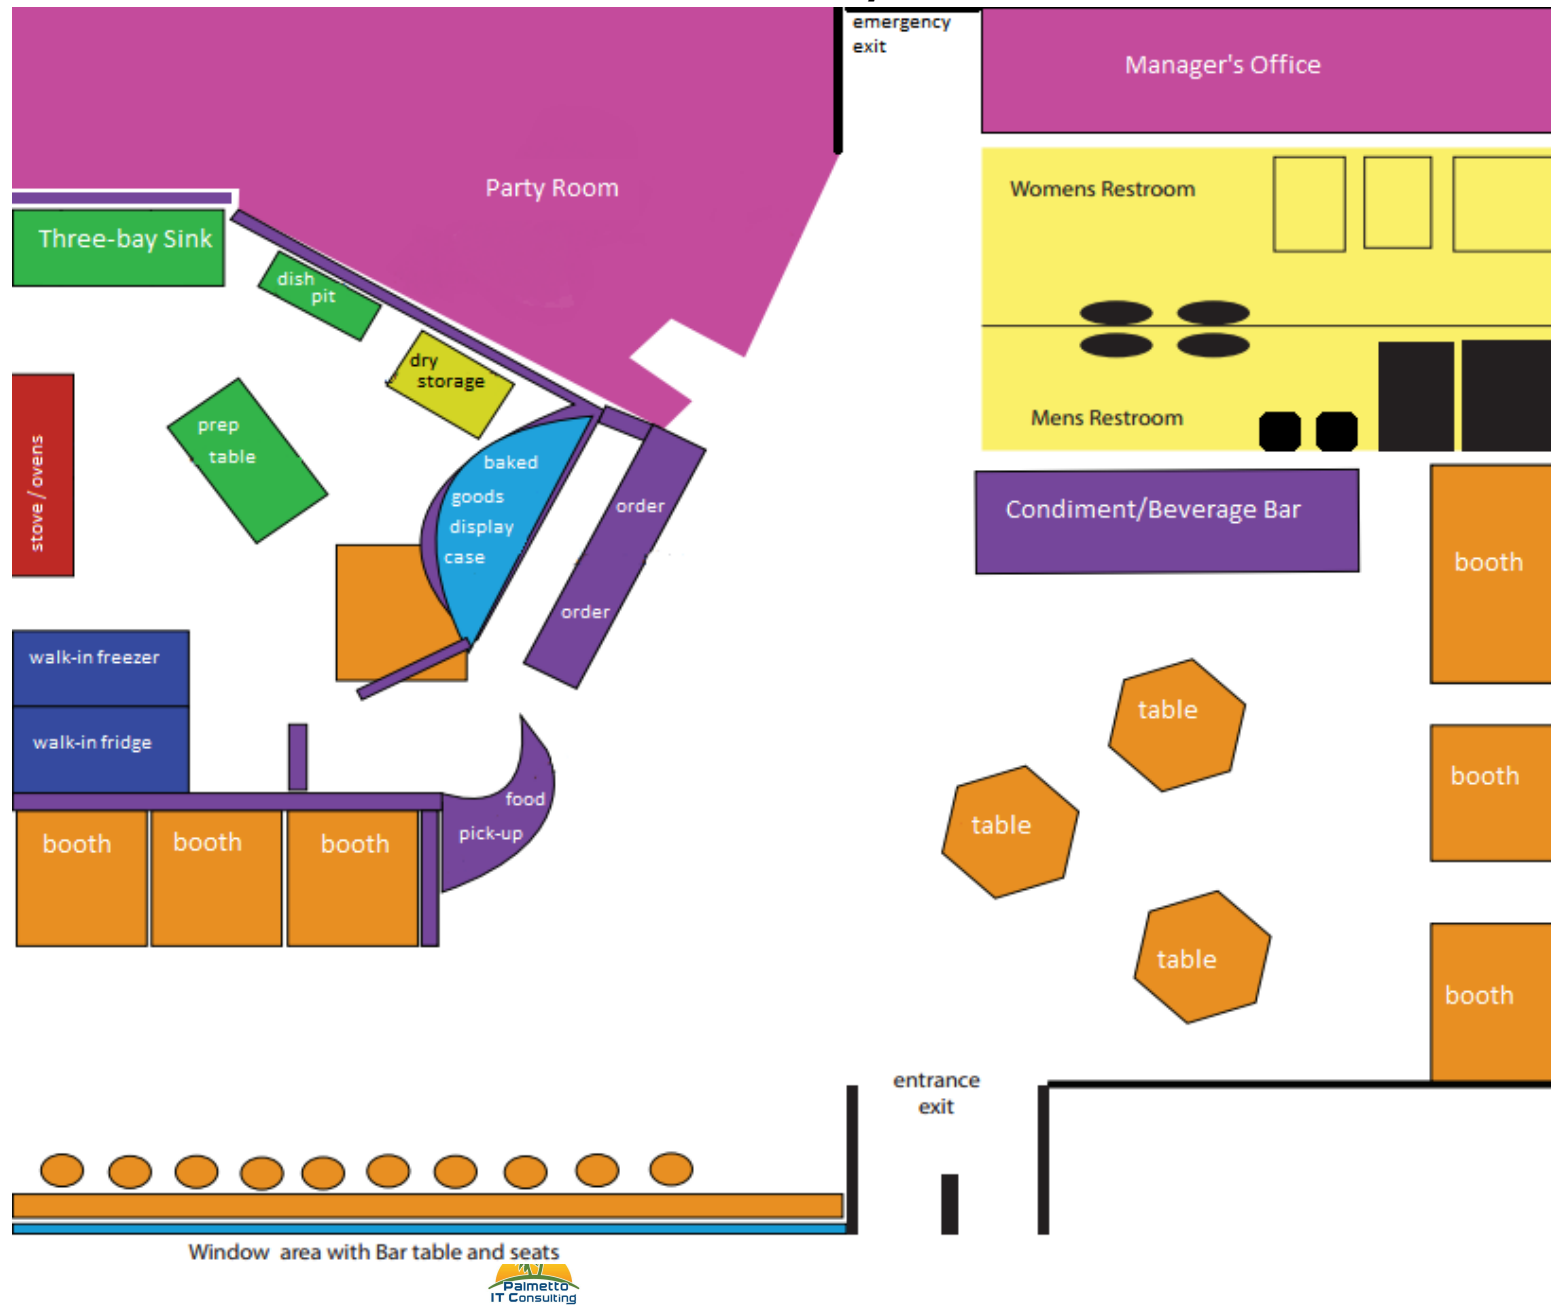 emergency
exit
Manager's Office
Party Room
Womens Restroom
Three-bay Sink
dish
pit
dry
storage
prep
table
stove / ovens
baked
goods
display
case
order
order
Mens Restroom
Condiment/Beverage Bar
booth
walk-in freezer
walk-in fridge
table
booth
food
pick-up
table
booth
booth
booth
table
booth
entrance
exit
Window area with Bar table and seats
Palmetto
IT Consulting